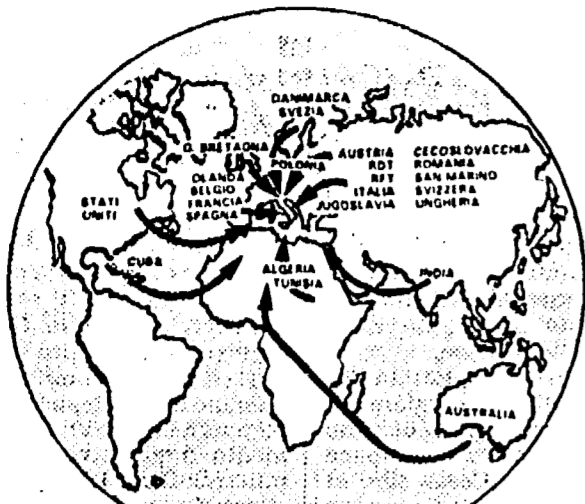 DANIMARCA
SVEZIA
G. BRETAGNA
POLONIA
OLANDA
BELGIO
FRANCIA
SPAGNA
AUSTRIA
RDT
RFT
ITALIA
JUGOSLAVIA
CECOSLOVACCHIA
ROMANIA
SAN MARINO
SVIZZERA
UNGHERIA
STATI
UNITI
CUBA
ALGERIA
TUNISIA
INDIA
AUSTRALIA